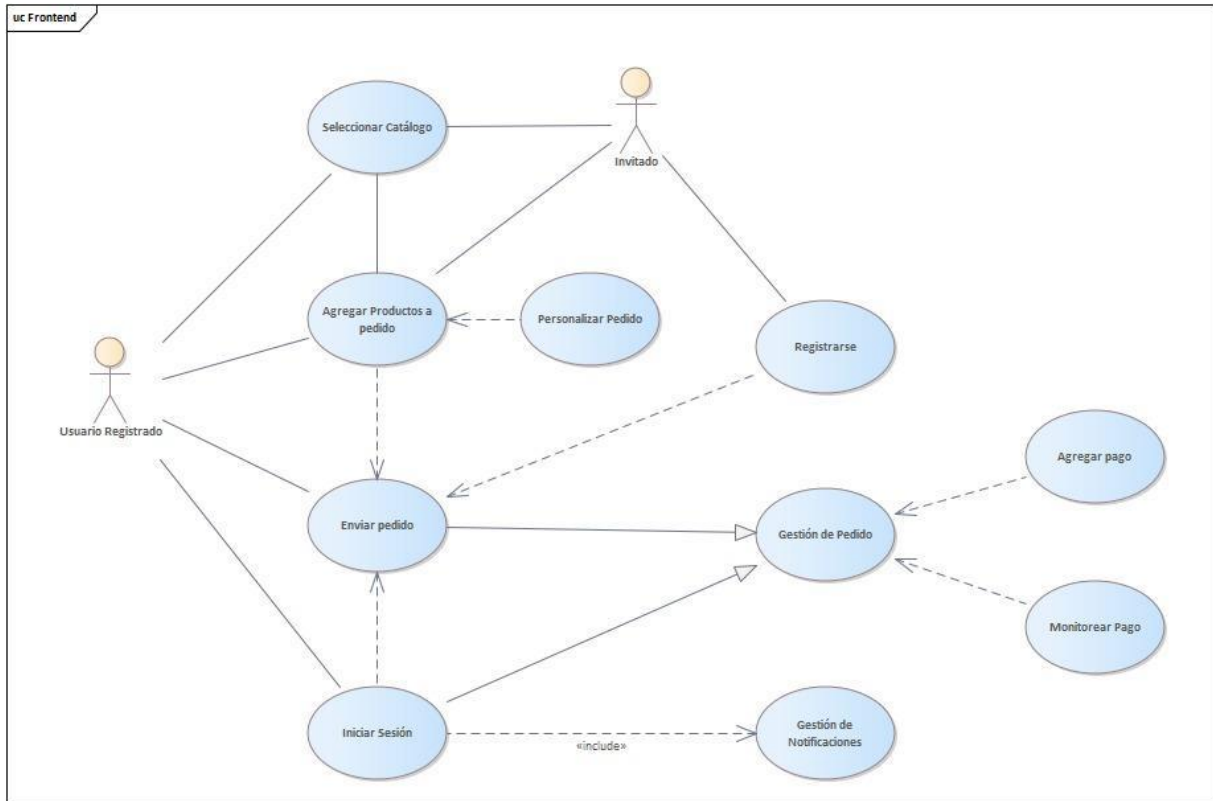 uc Frontend
Seleccionar Catálogo
Invitado
Agregar Productos a
pedido
Personalizar Pedido
Registrarse
Usuario Registrado
Agregar pago
Enviar pedido
Gestión de Pedido
Monitorear Pago
Iniciar Sesión
«include»
Gestión de
Notificaciones